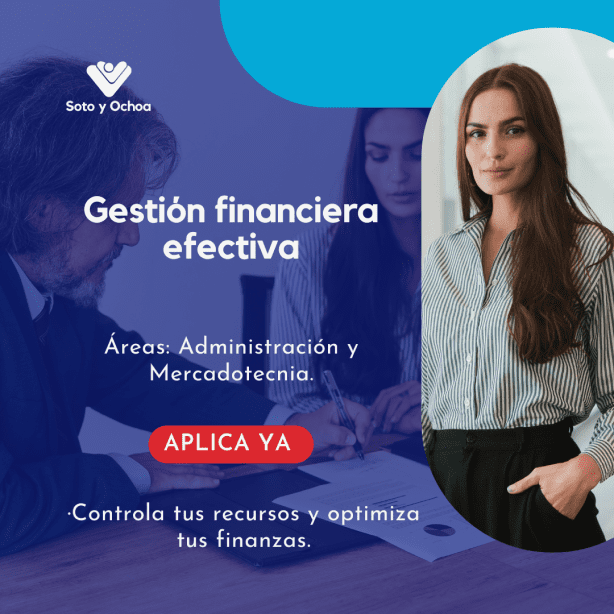 Soto y Ochoa
Gestión financiera
efectiva
Áreas: Administración y
Mercadotecnia.
APLICA YA
·Controla tus recursos y optimiza
tus finanzas.